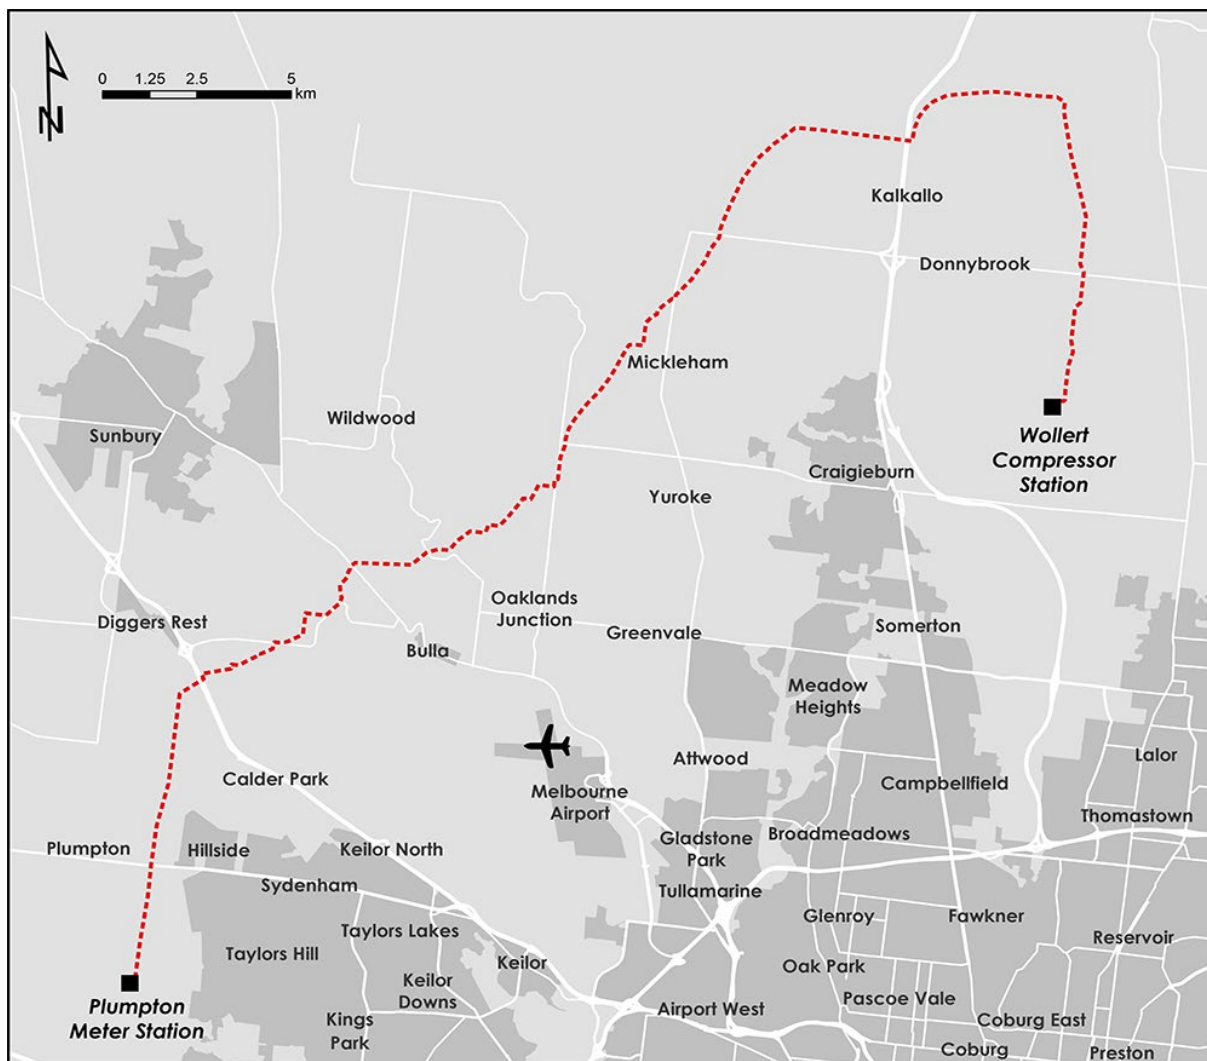 0 1.25 2.5 5
km
N
Kalkallo
Donnybrook
Mickleham
Wildwood
Sunbury
Wollert
Compressor
Station
Craigieburn
Yuroke
Oaklands
Junction
Diggers Rest
Greenvale
Somerton
Bulla
Meadow
Heights
Attwood
Lalor
Calder Park
Melbourne
Airport
Campbellfield
Thomastown
Plumpton
Hillside
Keilor North
Gladstone
Park
Broadmeadows
Sydenham
Tullamarine
Glenroy
Fawkner
Taylors Lakes
Reservoir
Taylors Hill
Keilor
Oak Park
Keilor
Downs
Plumpton
Meter Station
Airport West
Pascoe Vale
Kings
Park
Coburg East
Coburg
Preston